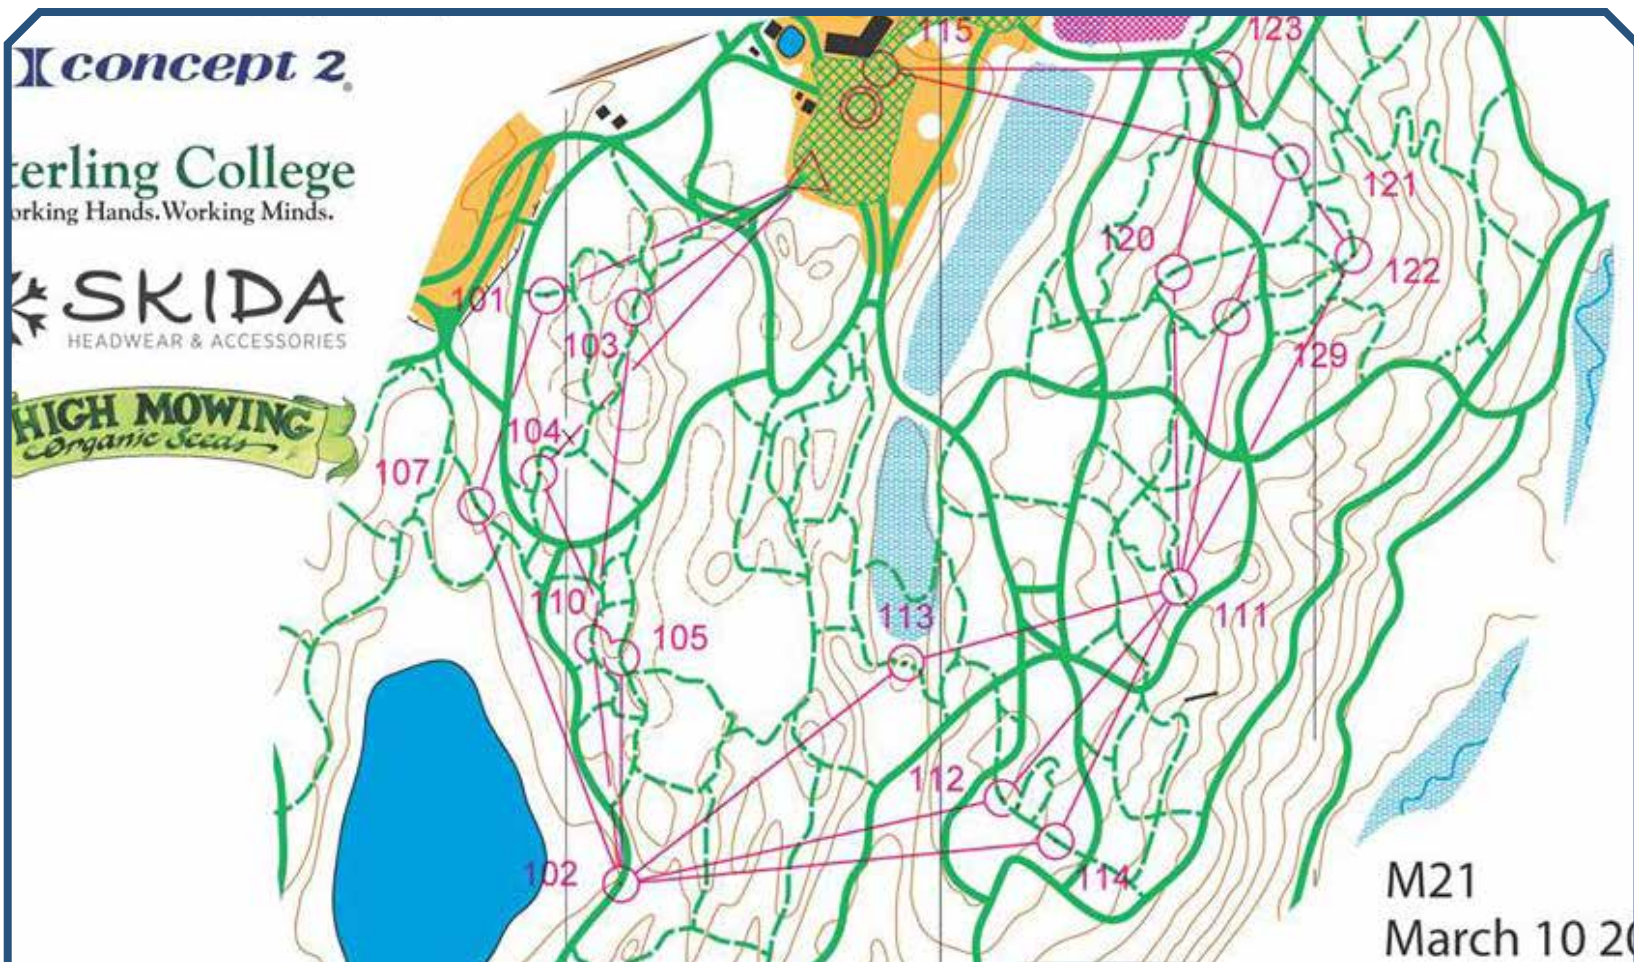 concept 2®
terling College
orking Hands.Working Minds.
SKIDA
HEADWEAR & ACCESSORIES
HIGH MOWING
Organic Seeds
115
123
121
120
122
101
103
129
104
107
110
105
113
111
112
102
114
M21
March 10 20